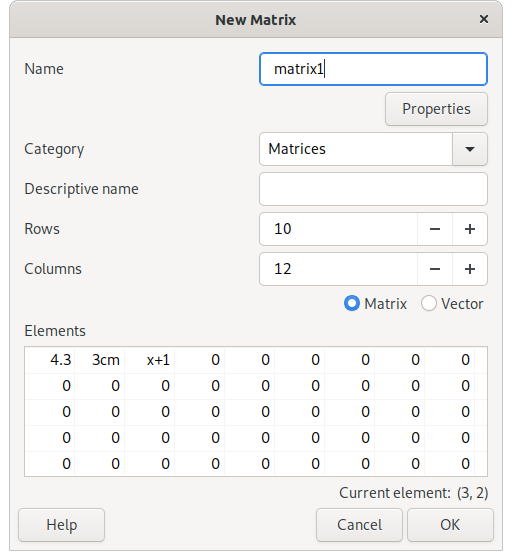 New Matrix
Name matrix1
Properties
Category Matrices
Descriptive name
Rows 10
Columns 12
Matrix Vector
Elements
4.3 3cm x+1 0 0 0 0 0 0
0 0 0 0 0 0 0 0 0
0 0 0 0 0 0 0 0 0
0 0 0 0 0 0 0 0 0
0 0 0 0 0 0 0 0 0
Current element: (3, 2)
Help Cancel OK